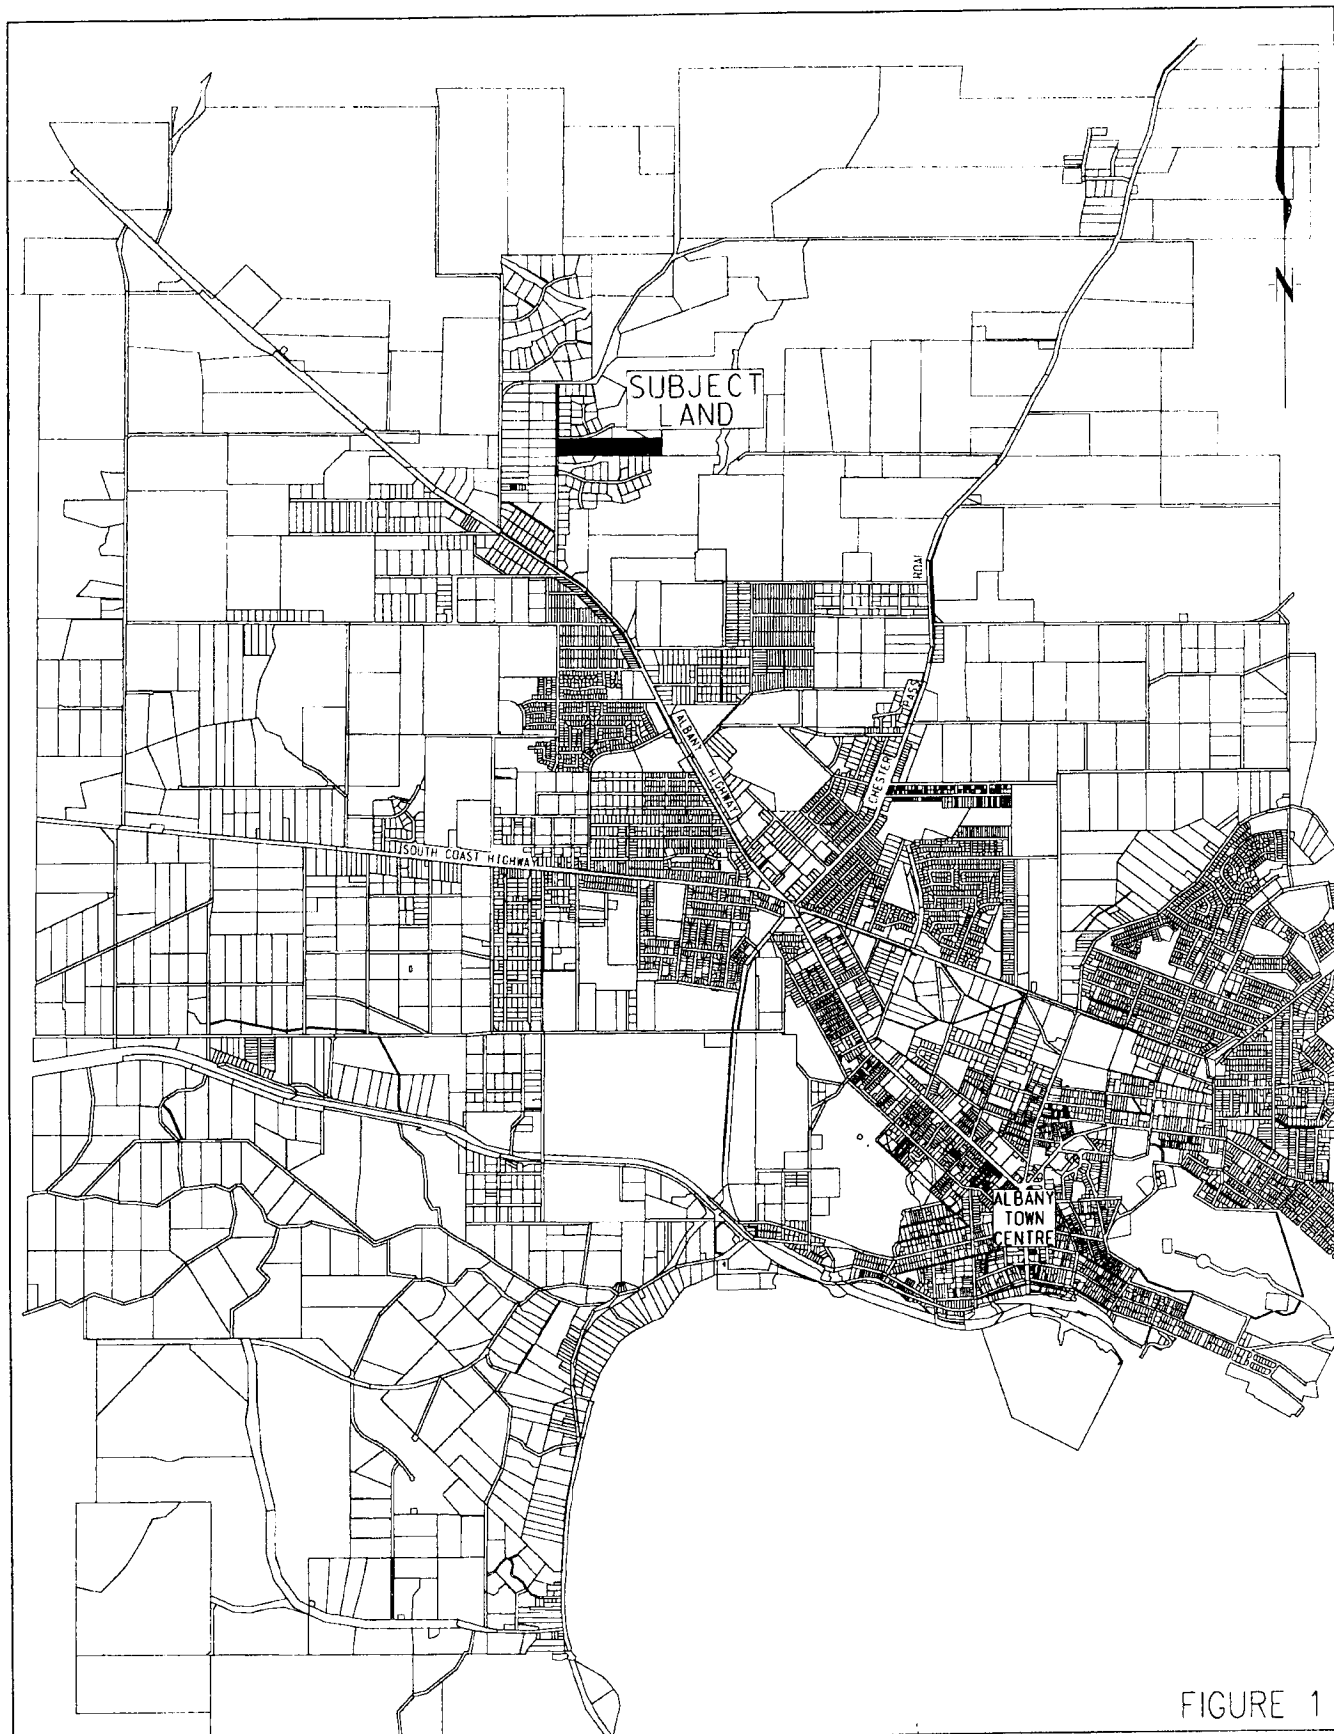 N
SUBJECT
LAND
ROAD
PASS
CHESTER
ALBANY HIGHWAY
SOUTH COAST HIGHWAY
ALBANY
TOWN
CENTRE
FIGURE 1